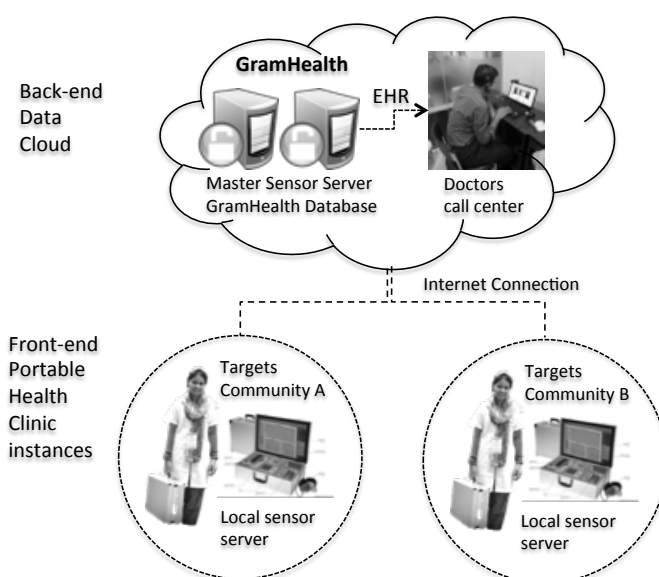 GramHealth
Back-end
Data
Cloud
EHR
Master Sensor Server
GramHealth Database
Doctors
call center
Internet Connection
Front-end
Portable
Health
Clinic
instances
Targets
Community A
Local sensor
server
Targets
Community B
Local sensor
server